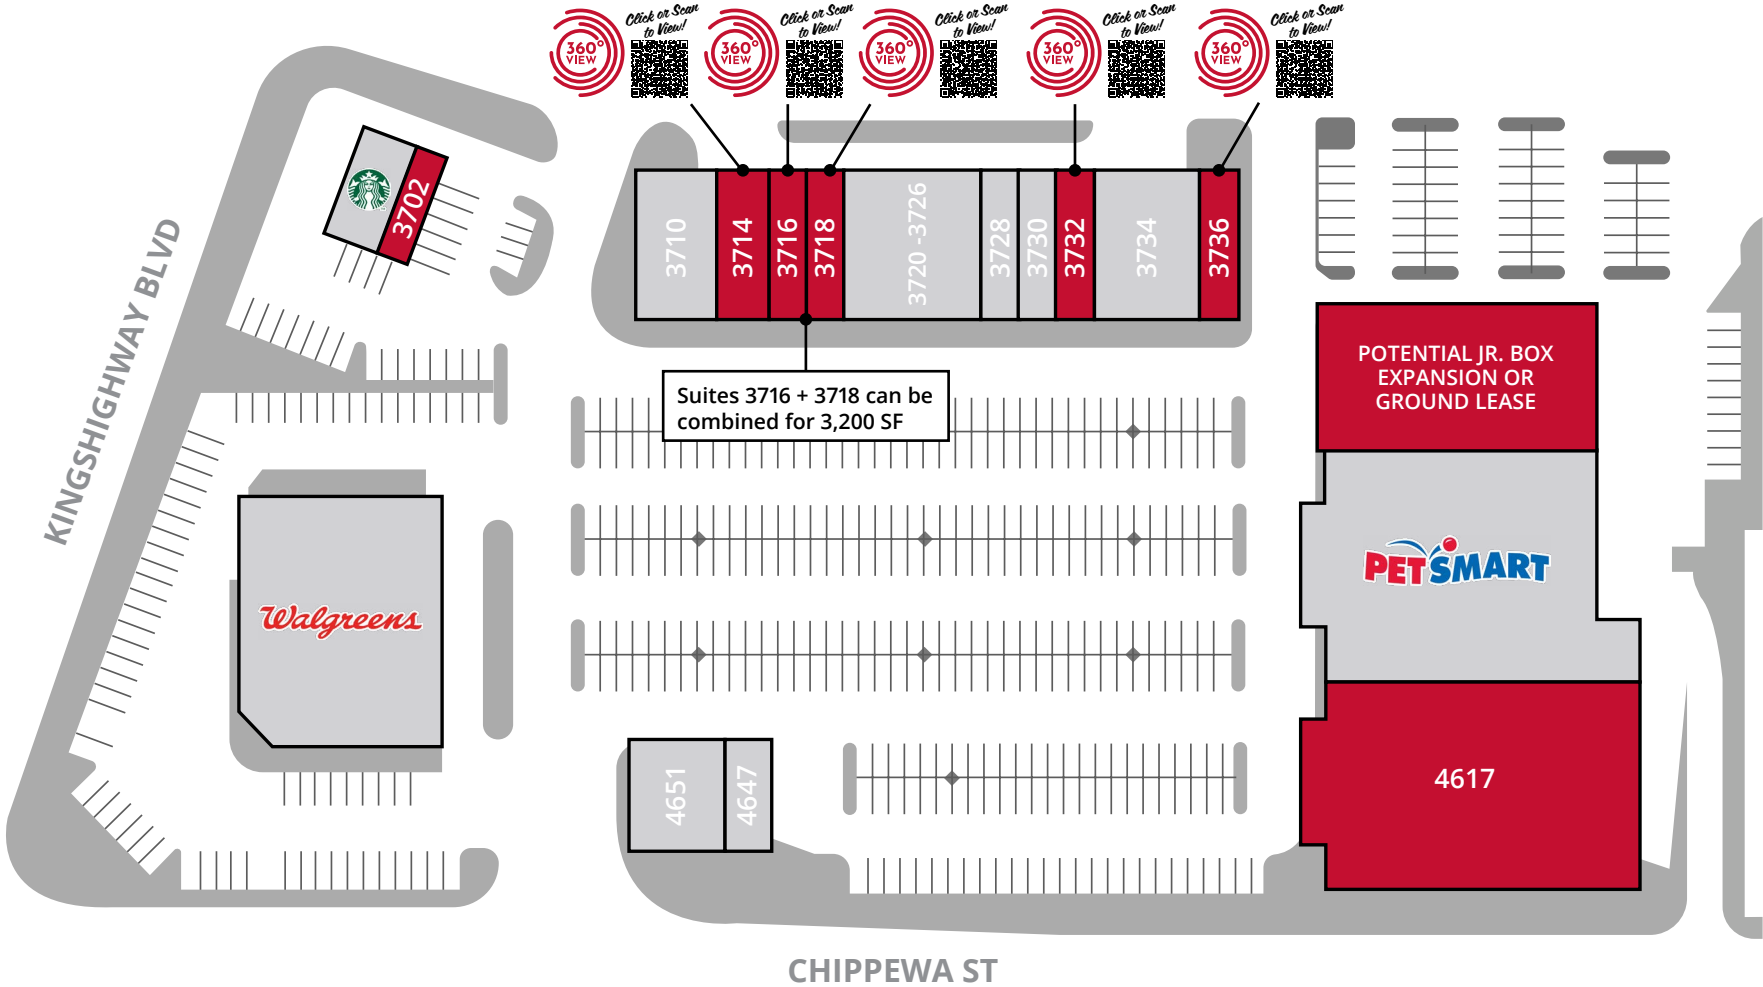 Click or Scan
to View!
360°
VIEW
Click or Scan
to View!
360°
VIEW
Click or Scan
to View!
360°
VIEW
Click or Scan
to View!
360°
VIEW
Click or Scan
to View!
360°
VIEW
3702
3710
3714
3716
3718
3720 -3726
3728
3730
3732
3734
3736
KINGSHIGHWAY BLVD
Suites 3716 + 3718 can be
combined for 3,200 SF
POTENTIAL JR. BOX
EXPANSION OR
GROUND LEASE
PETSMART
Walgreens
4651
4647
4617
CHIPPEWA ST